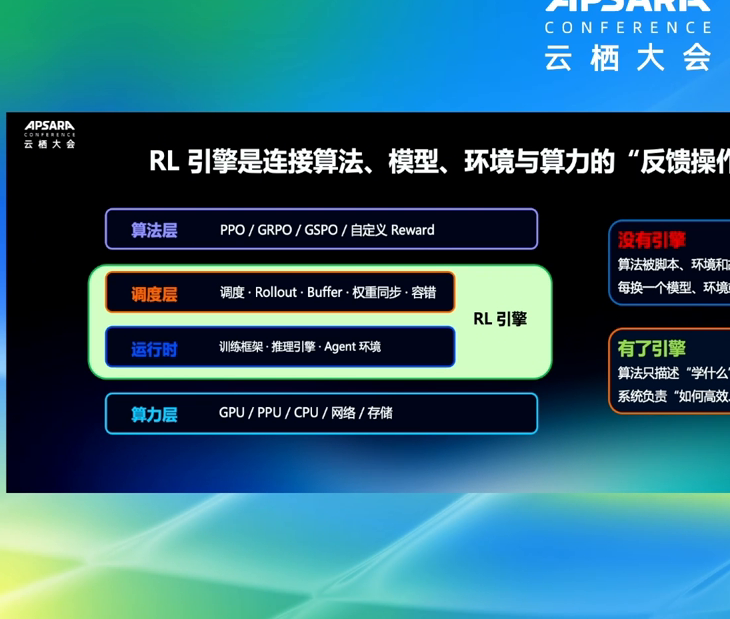 APSARA
CONFERENCE
云栖大会
APSARA
CONFERENCE
云栖大会
RL 引擎是连接算法、模型、环境与算力的“反馈操作
算法层 PPO / GRPO / GSPO / 自定义 Reward
调度层 调度 · Rollout · Buffer · 权重同步 · 容错
运行时 训练框架 · 推理引擎 · Agent 环境
RL 引擎
算力层 GPU / PPU / CPU / 网络 / 存储
没有引擎
算法被脚本、环境和
每换一个模型、环境
有了引擎
算法只描述“学什么”
系统负责“如何高效